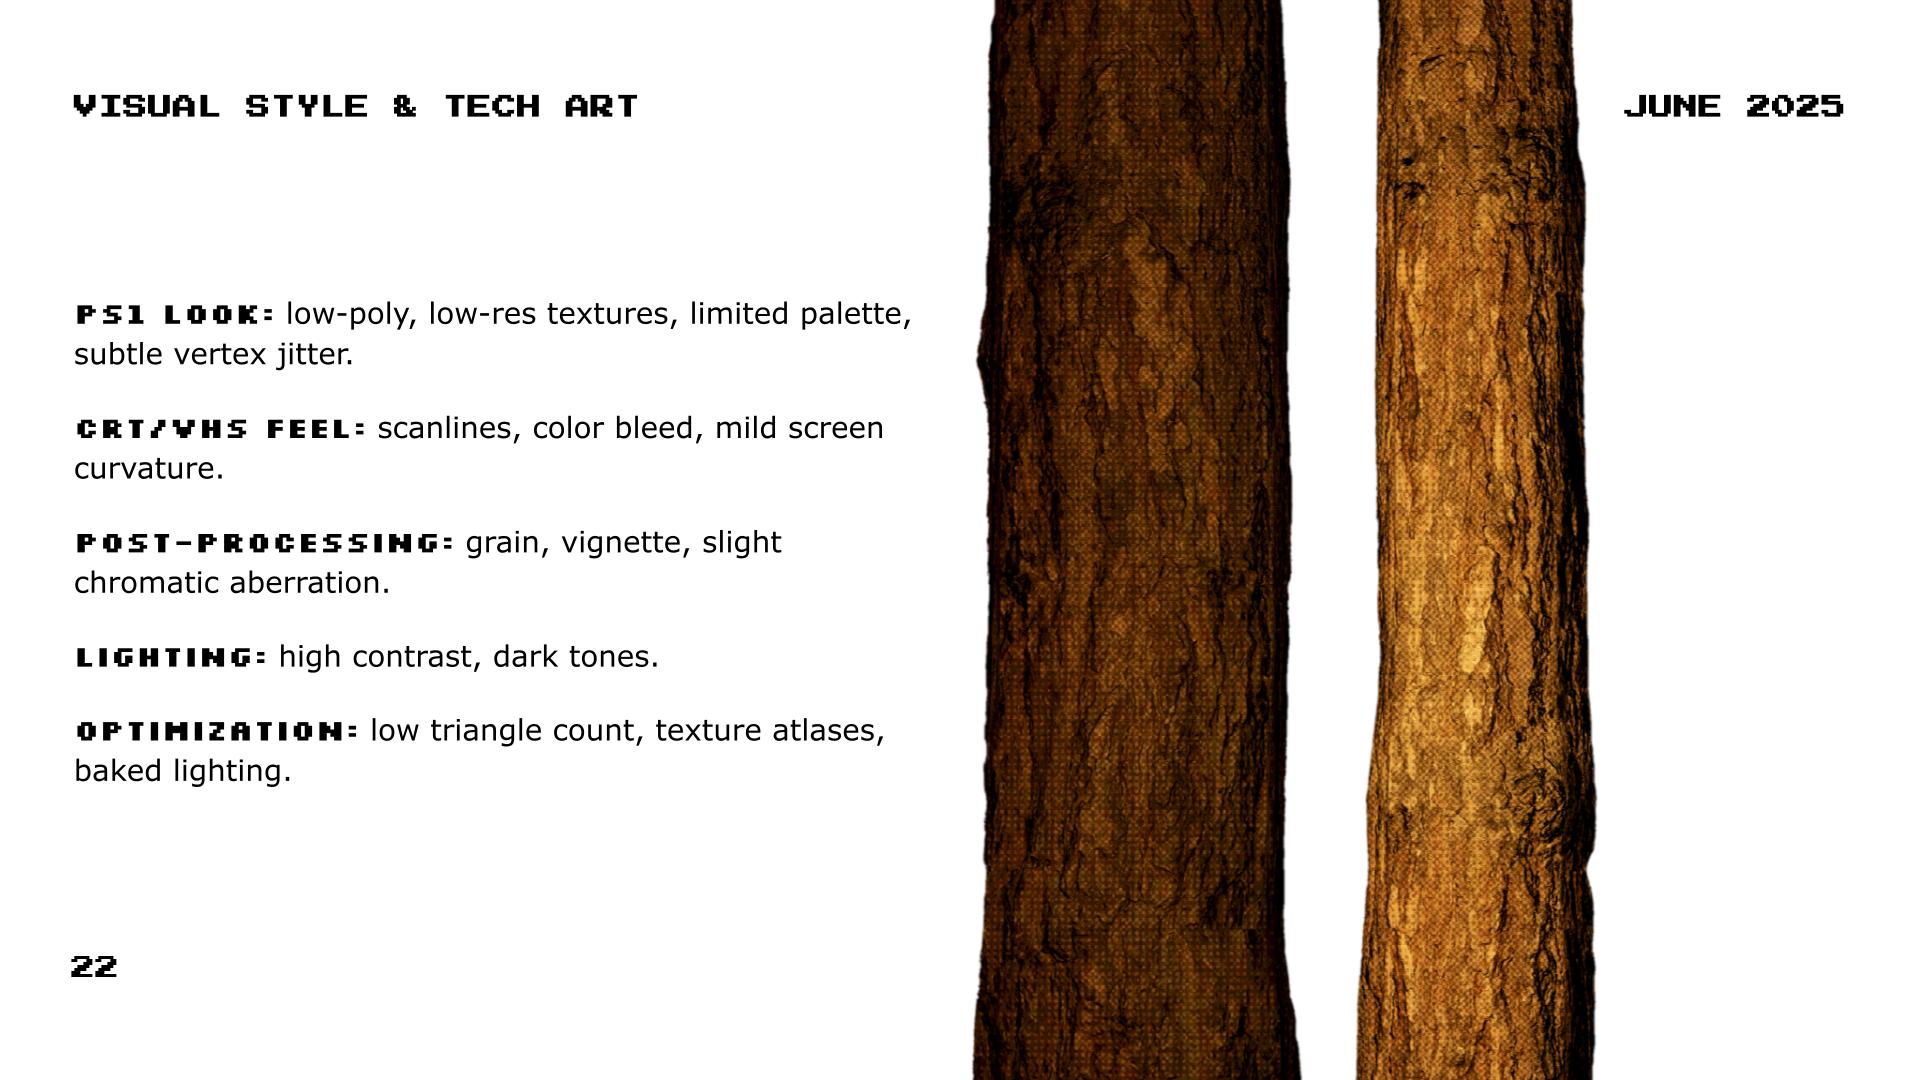 VISUAL STYLE & TECH ART
JUNE 2025
PS1 LOOK: low-poly, low-res textures, limited palette,
subtle vertex jitter.
CRT/VHS FEEL: scanlines, color bleed, mild screen
curvature.
POST-PROCESSING: grain, vignette, slight
chromatic aberration.
LIGHTING: high contrast, dark tones.
OPTIMIZATION: low triangle count, texture atlases,
baked lighting.
22